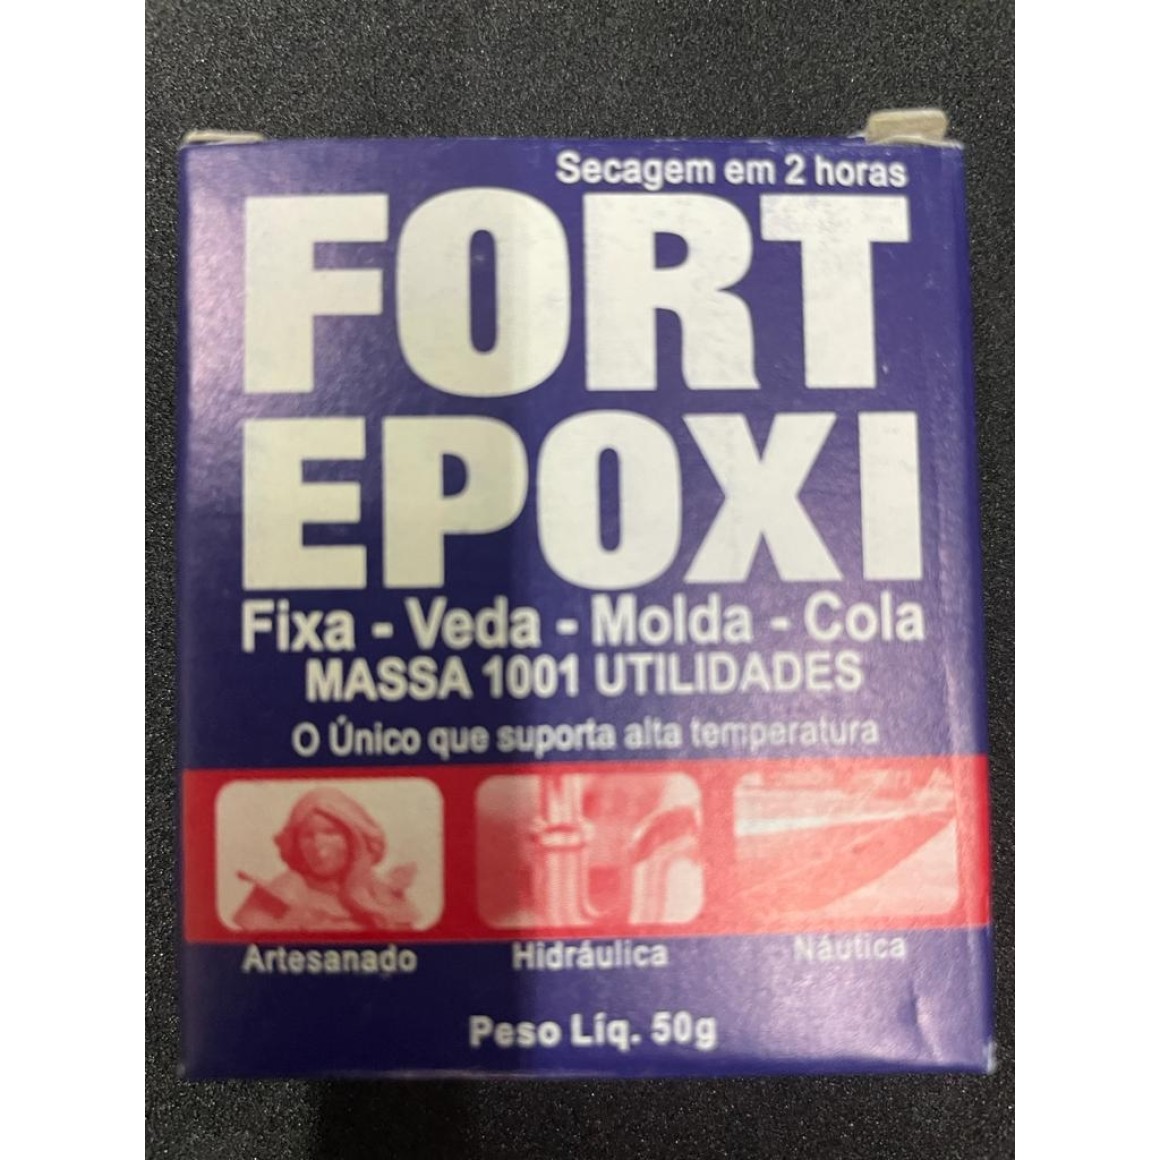 Secagem em 2 horas
FORT
EPOXI
Fixa - Veda - Molda - Cola
MASSA 1001 UTILIDADES
O Único que suporta alta temperatura
Artesanado Hidráulica Náutica
Peso Líq. 50g